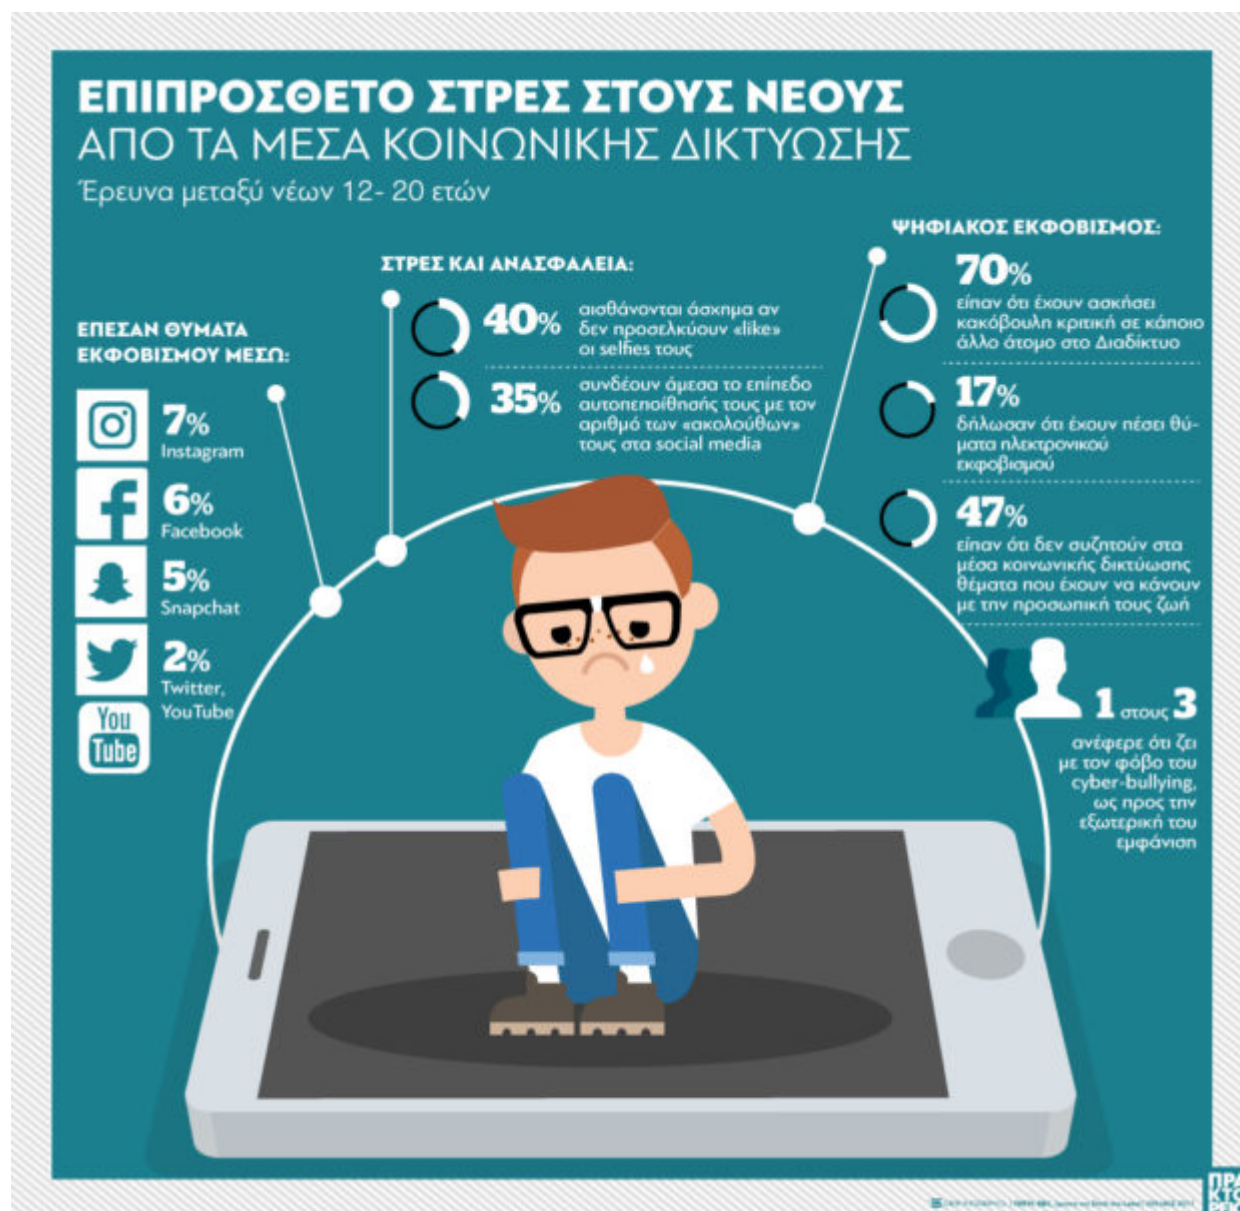 ΕΠΙΠΡΟΣΘΕΤΟ ΣΤΡΕΣ ΣΤΟΥΣ ΝΕΟΥΣ
ΑΠΟ ΤΑ ΜΕΣΑ ΚΟΙΝΩΝΙΚΗΣ ΔΙΚΤΥΩΣΗΣ
Έρευνα μεταξύ νέων 12- 20 ετών
ΕΠΕΣΑΝ ΘΥΜΑΤΑ
ΕΚΦΟΒΙΣΜΟΥ ΜΕΣΩ:
7%
Instagram
6%
Facebook
5%
Snapchat
2%
Twitter,
YouTube
You
Tube
ΣΤΡΕΣ ΚΑΙ ΑΝΑΣΦΑΛΕΙΑ:
40%
αισθάνονται άσχημα αν
δεν προσελκύουν «like»
οι selfies τους
35%
συνδέουν άμεσα το επίπεδο
αυτοπεποίθησής τους με τον
αριθμό των «ακολούθων»
τους στα social media
ΨΗΦΙΑΚΟΣ ΕΚΦΟΒΙΣΜΟΣ:
70%
είπαν ότι έχουν ασκήσει
κακόβουλη κριτική σε κάποιο
άλλο άτομο στο Διαδίκτυο
17%
δήλωσαν ότι έχουν πέσει θύ-
ματα ηλεκτρονικού
εκφοβισμού
47%
είπαν ότι δεν συζητούν στα
μέσα κοινωνικής δικτύωσης
θέματα που έχουν να κάνουν
με την προσωπική τους ζωή
1 στους 3
ανέφερε ότι ζει
με τον φόβο του
cyber-bullying,
ως προς την
εξωτερική του
εμφάνιση